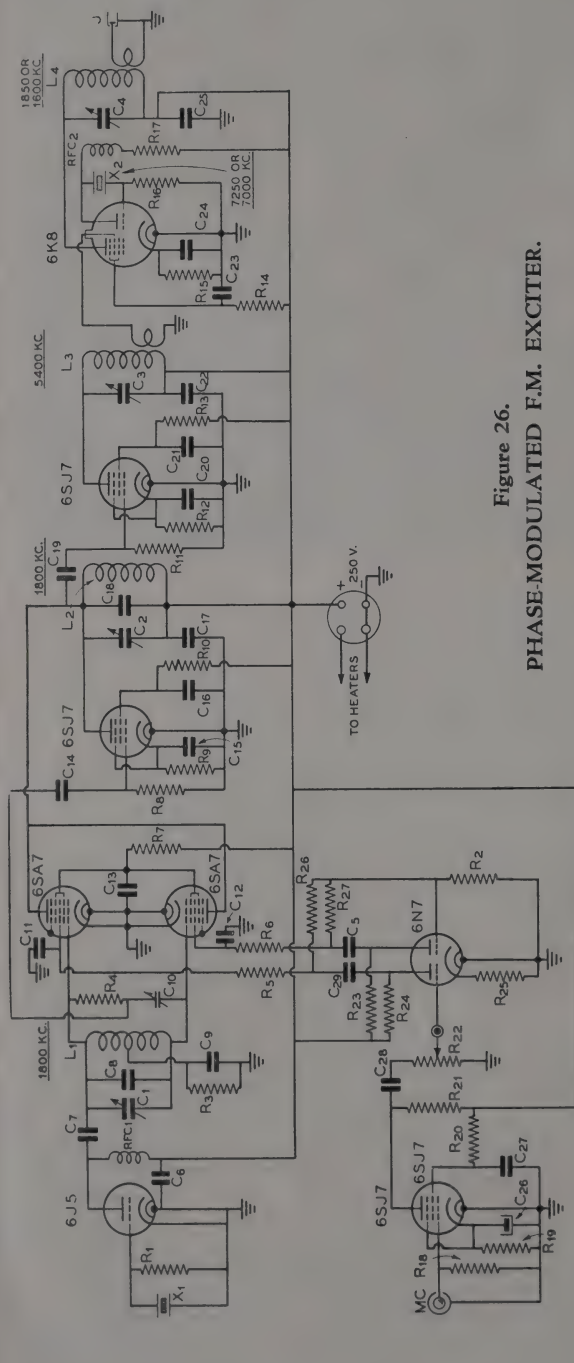 1850 OR
1600 KC.
L4
J
C4
C25
RFC2
R17
X2
R16
7250 OR
7000 KC.
6K8
C24
R15
C23
R14
5400 KC
L3
C3
C22
R13
6SJ7
C21
C20
R12
R11
1800 KC.
C19
L2
C18
C2
C17
R10
6SJ7
C16
R9
C15
C14
R8
6SA7
C11
R7
C13
6SA7
C12
R6
R5
1800 KC.
L1
R4
C10
C8
C1
C9
R3
C7
RFC1
C6
6J5
R1
X1
TO HEATERS
+
250 V.
−
R26
R27
C5
C29
R23
R24
6N7
R2
R25
C28
R22
R21
R20
6SJ7
6SJ7
C27
C26
R19
R18
MC
Figure 26.
PHASE-MODULATED F.M. EXCITER.